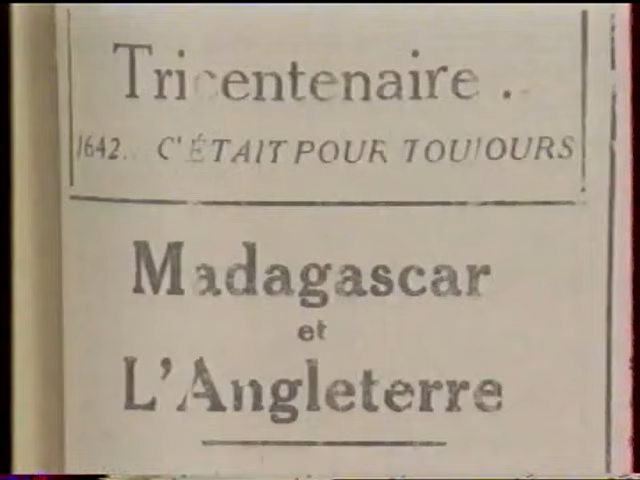 Tricentenaire .
1642. C'ÉTAIT POUR TOUJOURS
Madagascar
et
L'Angleterre